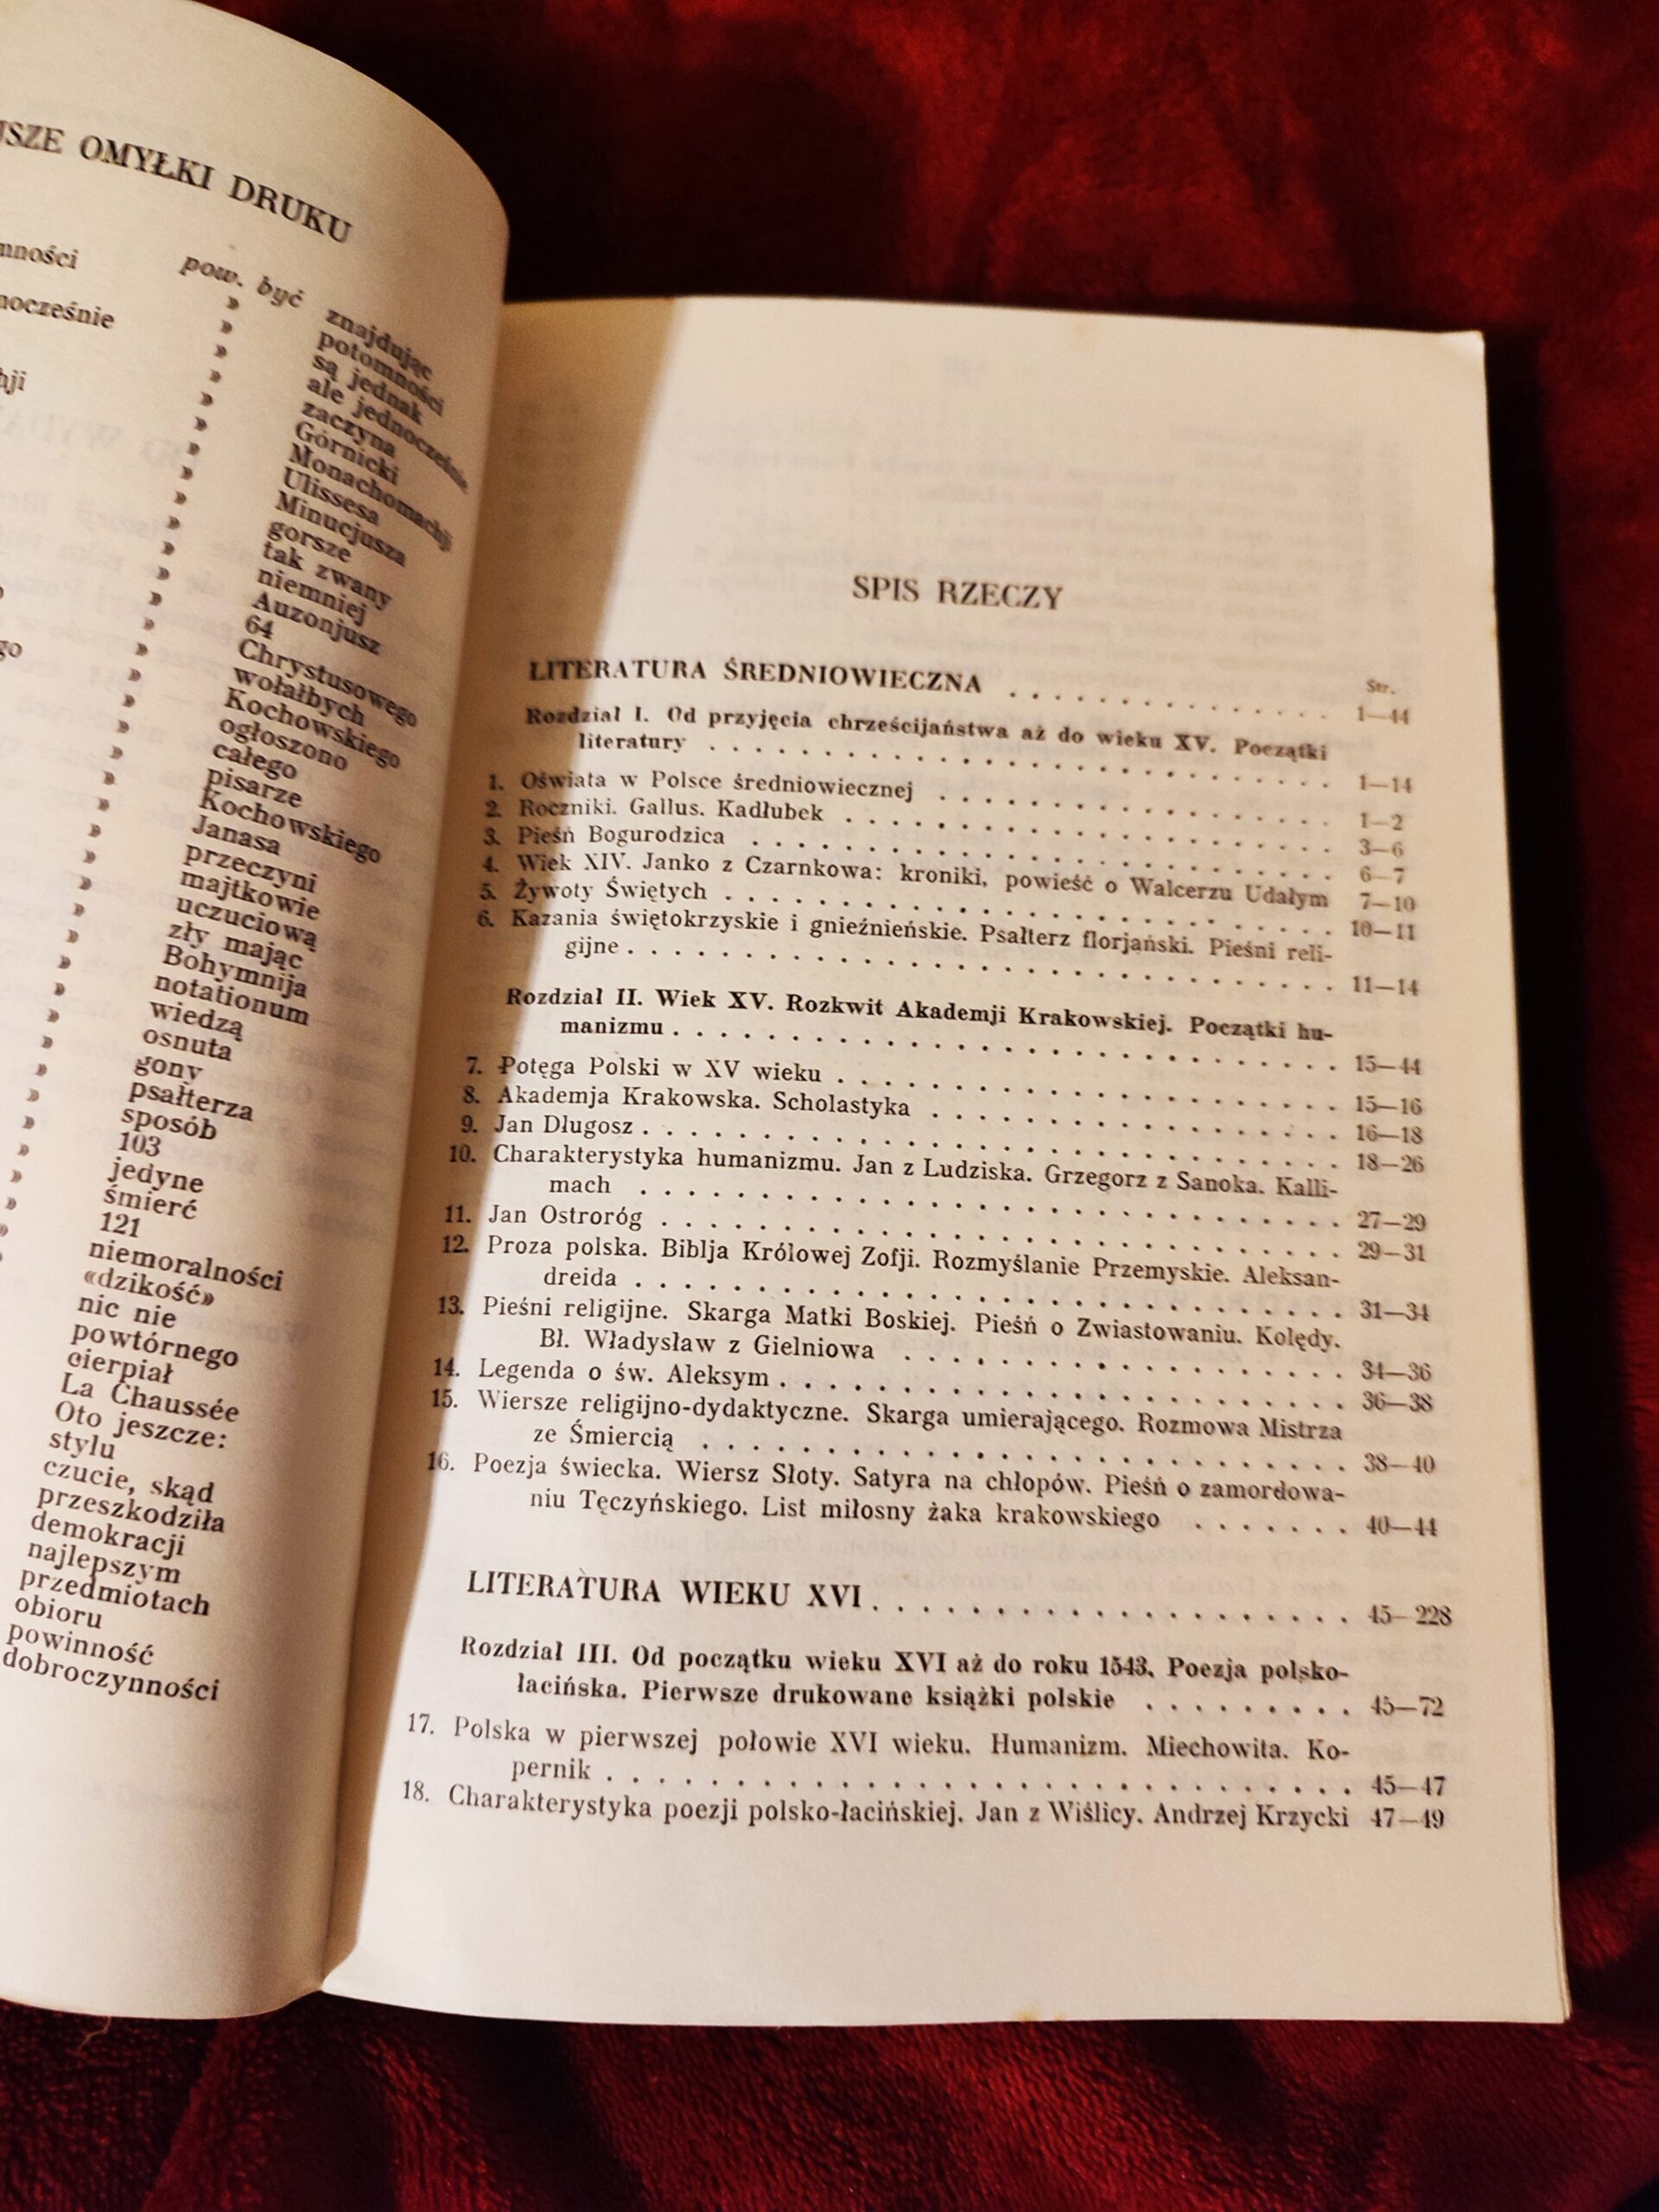 OMYŁKI DRUKU
pow. być znajdując
» potomności
» są jednak
» ale jednocześnie
» zaczyna
» Górnicki
» Monachomachji
» Ulissesa
» Minucjusza
» gorsze
» tak zwany
» niemniej
» Auzonjusz
» 64
» Chrystusowego
» wołałbych
» Kochowskiego
» ogłoszono
» całego
» pisarze
» Kochowskiego
» Janasa
» przeczyni
» majtkowie
» uczuciową
» zły mając
» Bohymnija
» notationum
» wiedzą
» osnuta
» gony
» psałterza
» sposób
» 103
» jedyne
» śmierć
» 121
niemoralności
«dzikość»
nic nie
powtórnego
cierpiał
La Chaussée
Oto jeszcze:
stylu
czucie, skąd
przeszkodziła
demokracji
najlepszym
przedmiotach
obioru
powinność
dobroczynności
SPIS RZECZY
Str.
LITERATURA ŚREDNIOWIECZNA . . . . . . . . . . . . . . 1—44
Rozdział I. Od przyjęcia chrześcijaństwa aż do wieku XV. Początki
literatury . . . . . . . . . . . . . . . . . . . . . . . . . . 1—14
1. Oświata w Polsce średniowiecznej . . . . . . . . . . . . . . . . 1—2
2. Roczniki. Gallus. Kadłubek . . . . . . . . . . . . . . . . . . . . 3—6
3. Pieśń Bogurodzica . . . . . . . . . . . . . . . . . . . . . . . . 6—7
4. Wiek XIV. Janko z Czarnkowa: kroniki, powieść o Walcerzu Udałym 7—10
5. Żywoty Świętych . . . . . . . . . . . . . . . . . . . . . . . . . 10—11
6. Kazania świętokrzyskie i gnieźnieńskie. Psałterz florjański. Pieśni reli-
gijne . . . . . . . . . . . . . . . . . . . . . . . . . . . . . 11—14
Rozdział II. Wiek XV. Rozkwit Akademji Krakowskiej. Początki hu-
manizmu . . . . . . . . . . . . . . . . . . . . . . . . . . . 15—44
7. Potęga Polski w XV wieku . . . . . . . . . . . . . . . . . . . . 15—16
8. Akademja Krakowska. Scholastyka . . . . . . . . . . . . . . . . 16—18
9. Jan Długosz . . . . . . . . . . . . . . . . . . . . . . . . . . . 18—26
10. Charakterystyka humanizmu. Jan z Ludziska. Grzegorz z Sanoka. Kalli-
mach . . . . . . . . . . . . . . . . . . . . . . . . . . . . . 27—29
11. Jan Ostroróg . . . . . . . . . . . . . . . . . . . . . . . . . . . 29—31
12. Proza polska. Biblja Królowej Zofji. Rozmyślanie Przemyskie. Aleksan-
dreida . . . . . . . . . . . . . . . . . . . . . . . . . . . . . 31—34
13. Pieśni religijne. Skarga Matki Boskiej. Pieśń o Zwiastowaniu. Kolędy.
Bł. Władysław z Gielniowa . . . . . . . . . . . . . . . . . . 34—36
14. Legenda o św. Aleksym . . . . . . . . . . . . . . . . . . . . . . 36—38
15. Wiersze religijno-dydaktyczne. Skarga umierającego. Rozmowa Mistrza
ze Śmiercią . . . . . . . . . . . . . . . . . . . . . . . . . . 38—40
16. Poezja świecka. Wiersz Słoty. Satyra na chłopów. Pieśń o zamordowa-
niu Tęczyńskiego. List miłosny żaka krakowskiego . . . . . . . 40—44
LITERATURA WIEKU XVI . . . . . . . . . . . . . . . . . . . . 45—228
Rozdział III. Od początku wieku XVI aż do roku 1543. Poezja polsko-
łacińska. Pierwsze drukowane książki polskie . . . . . . . . . 45—72
17. Polska w pierwszej połowie XVI wieku. Humanizm. Miechowita. Ko-
pernik . . . . . . . . . . . . . . . . . . . . . . . . . . . . . 45—47
18. Charakterystyka poezji polsko-łacińskiej. Jan z Wiślicy. Andrzej Krzycki 47—49